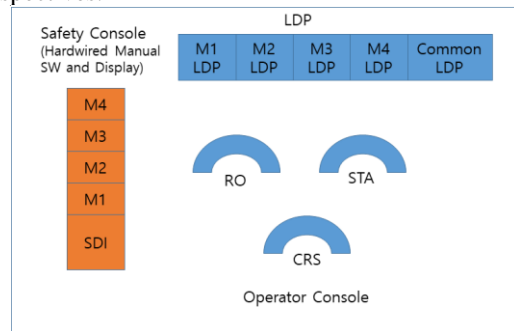 LDP
Safety Console
(Hardwired Manual
SW and Display)
M1 LDP
M2 LDP
M3 LDP
M4 LDP
Common LDP
M4
M3
M2
M1
SDI
RO
STA
CRS
Operator Console